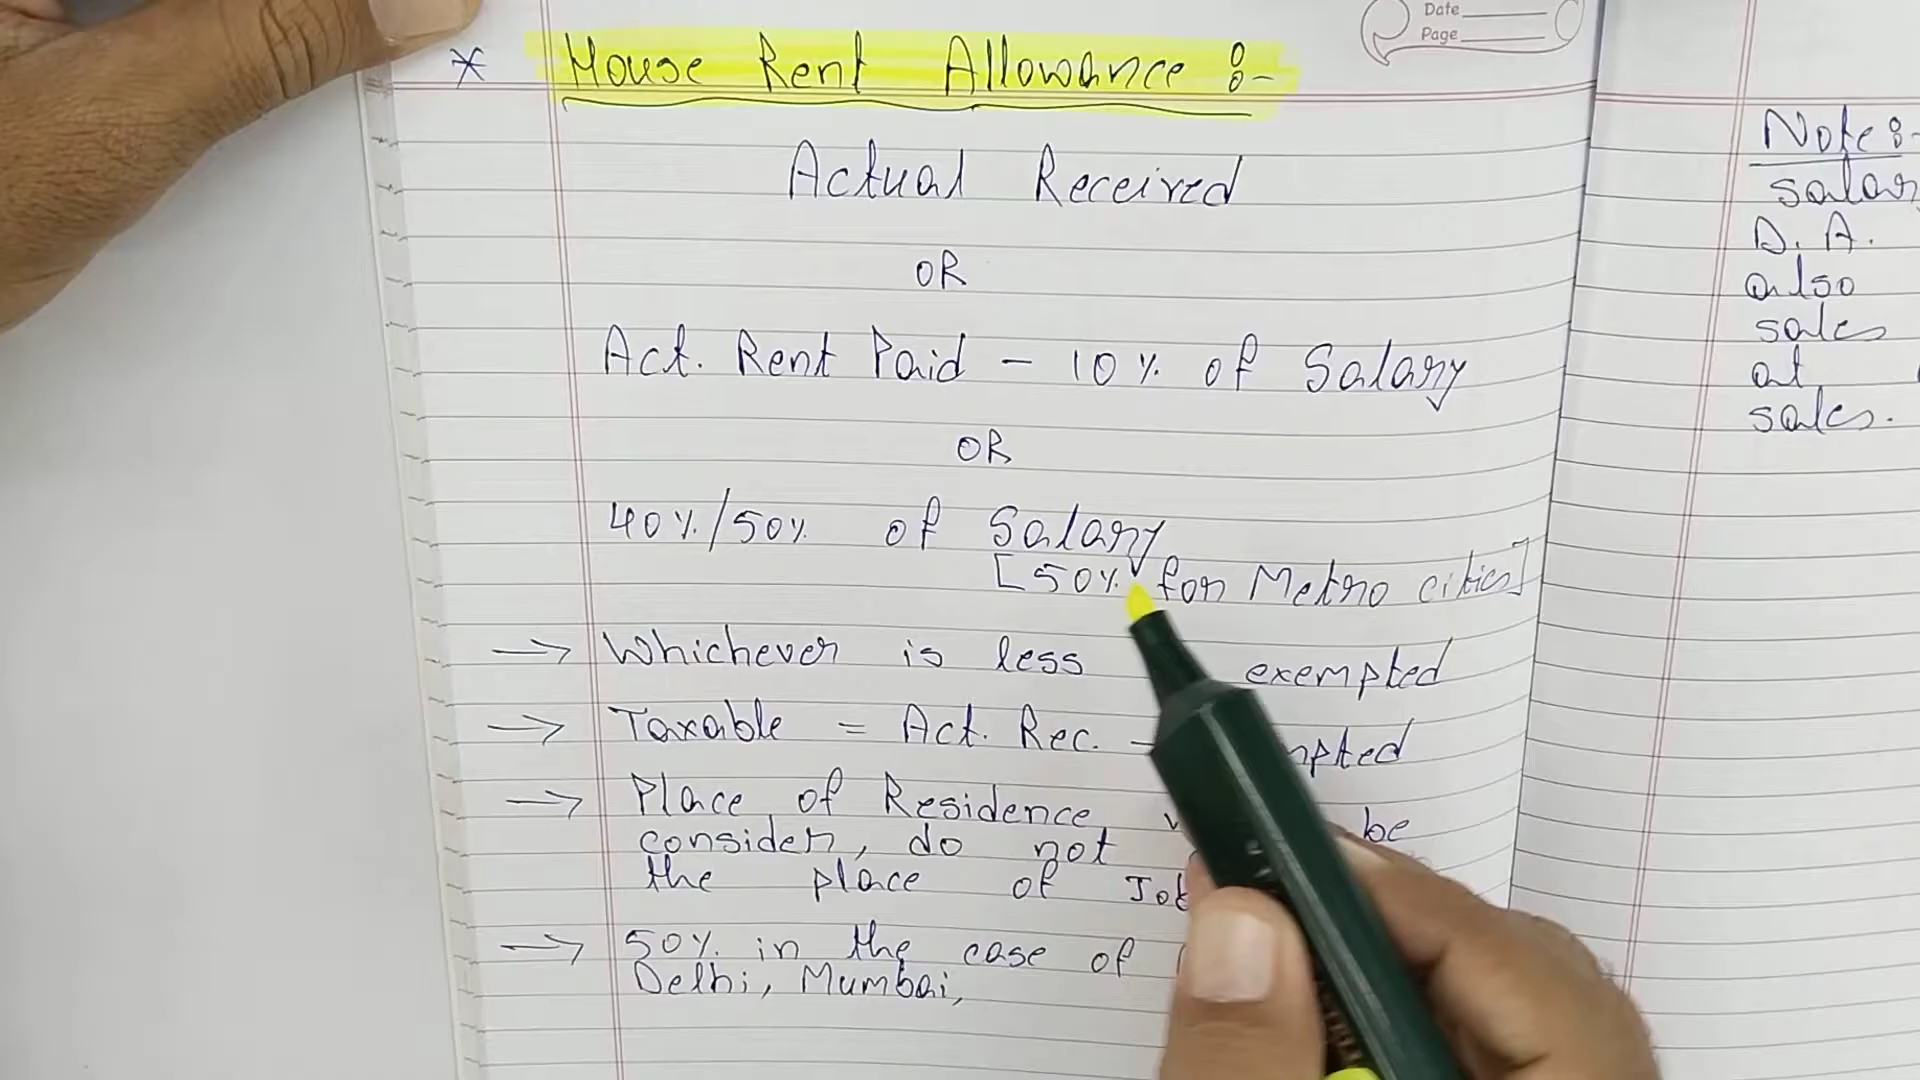 Date
Page
* House Rent Allowance :-
Actual Received
OR
Act. Rent Paid - 10% of Salary
OR
40%/50% of Salary
[50% for Metro cities]
→ Whichever is less exempted
→ Taxable = Act. Rec. -
→ Place of Residence be
consider, do not
the place of
→ 50% in the case of
Delhi, Mumbai,
Note:-
D. A.
also
sales
at
sales.